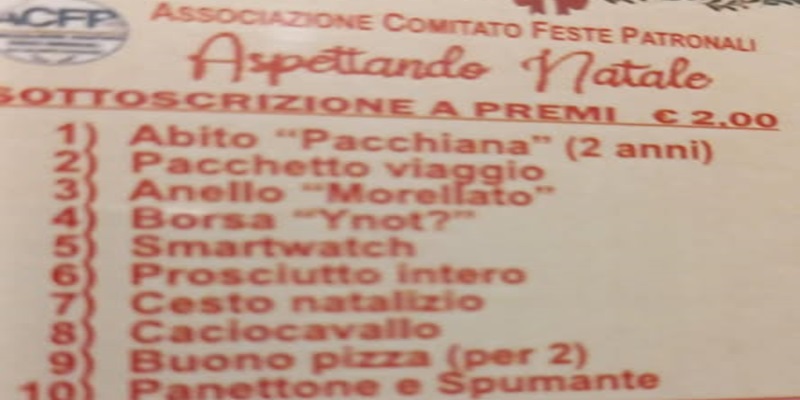 ACFP
ASSOCIAZIONE COMITATO FESTE PATRONALI
Aspettando Natale
SOTTOSCRIZIONE A PREMI € 2,00
1) Abito “Pacchiana” (2 anni)
2) Pacchetto viaggio
3) Anello “Morellato”
4) Borsa “Ynot?”
5) Smartwatch
6) Prosciutto intero
7) Cesto natalizio
8) Caciocavallo
9) Buono pizza (per 2)
10) Panettone e Spumante